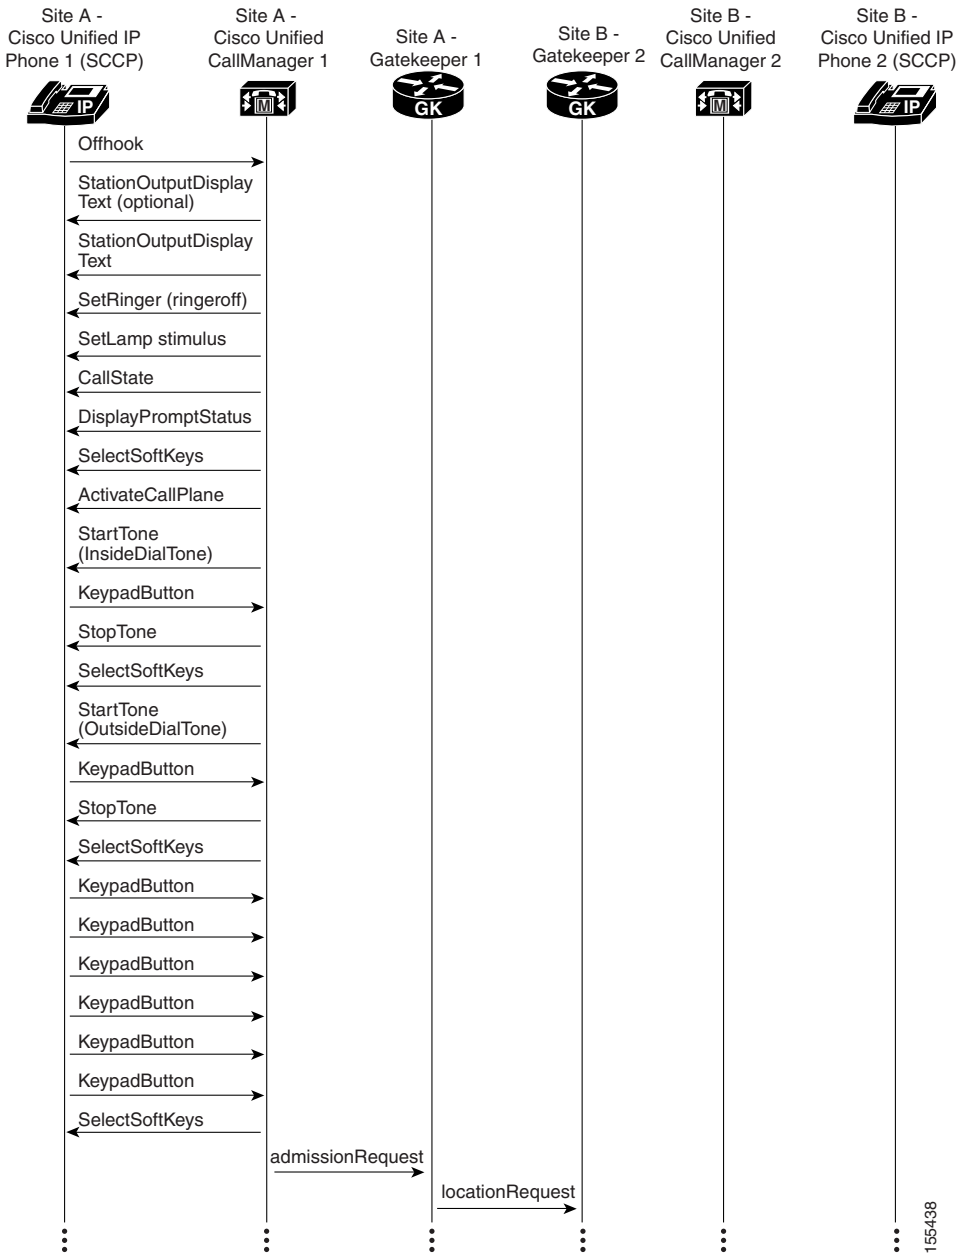 Site A -
Cisco Unified IP
Phone 1 (SCCP)
Site A -
Cisco Unified
CallManager 1
Site A -
Gatekeeper 1
Site B -
Gatekeeper 2
Site B -
Cisco Unified
CallManager 2
Site B -
Cisco Unified IP
Phone 2 (SCCP)
IP
M
GK
GK
M
IP
Offhook
StationOutputDisplay
Text (optional)
StationOutputDisplay
Text
SetRinger (ringeroff)
SetLamp stimulus
CallState
DisplayPromptStatus
SelectSoftKeys
ActivateCallPlane
StartTone
(InsideDialTone)
KeypadButton
StopTone
SelectSoftKeys
StartTone
(OutsideDialTone)
KeypadButton
StopTone
SelectSoftKeys
KeypadButton
KeypadButton
KeypadButton
KeypadButton
KeypadButton
KeypadButton
SelectSoftKeys
admissionRequest
locationRequest
155438